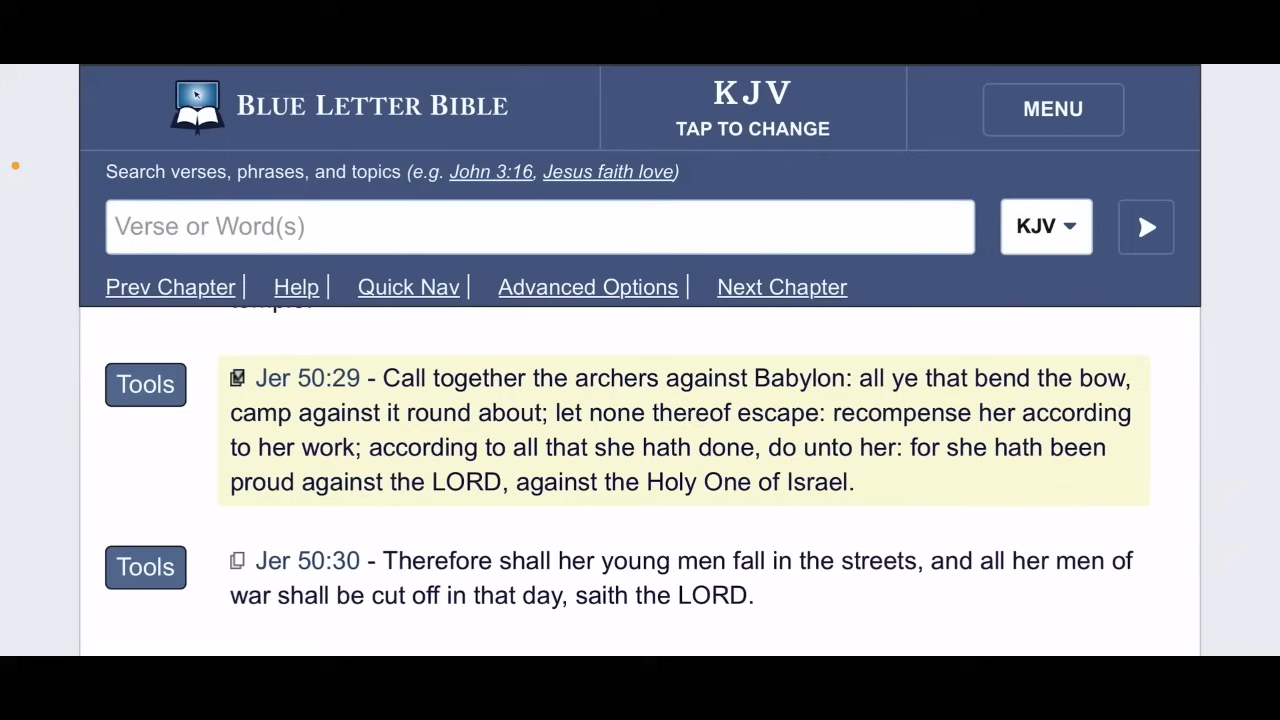 BLUE LETTER BIBLE
KJV
TAP TO CHANGE
MENU
Search verses, phrases, and topics (e.g. John 3:16, Jesus faith love)
Verse or Word(s)
KJV
Prev Chapter | Help | Quick Nav | Advanced Options | Next Chapter
Tools
Jer 50:29 - Call together the archers against Babylon: all ye that bend the bow,
camp against it round about; let none thereof escape: recompense her according
to her work; according to all that she hath done, do unto her: for she hath been
proud against the LORD, against the Holy One of Israel.
Tools
Jer 50:30 - Therefore shall her young men fall in the streets, and all her men of
war shall be cut off in that day, saith the LORD.